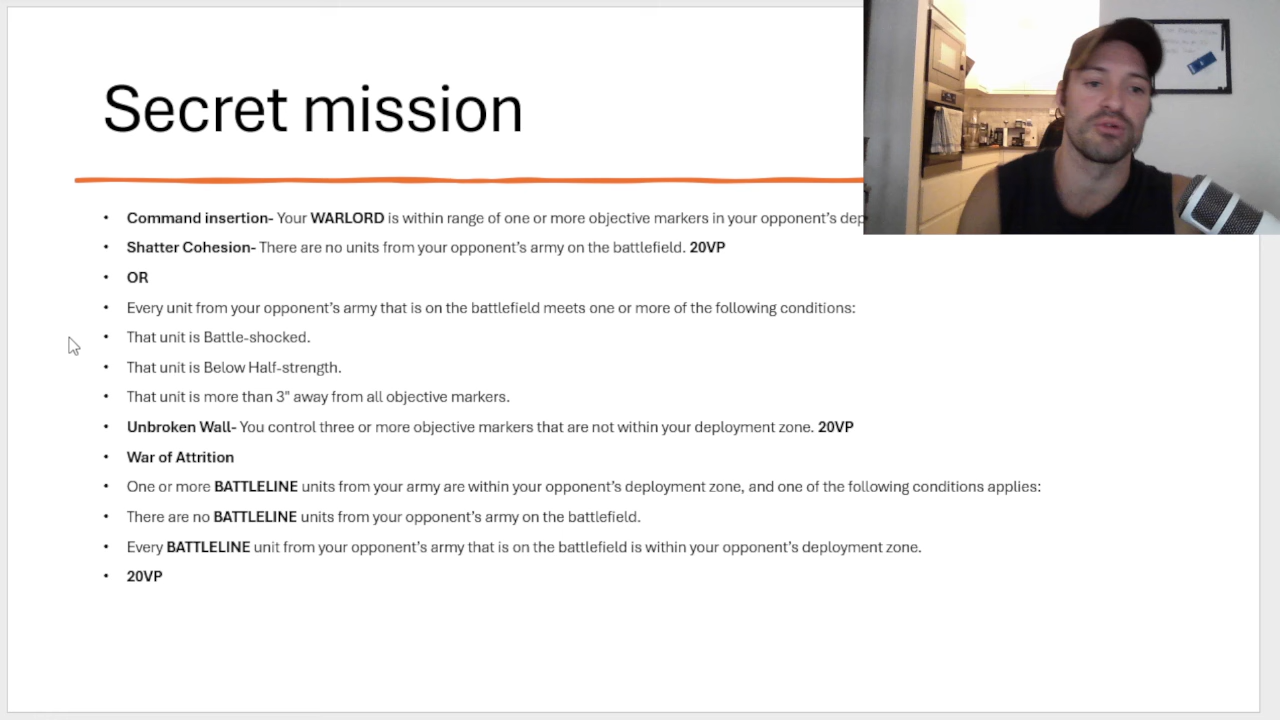 Secret mission
• Command insertion- Your WARLORD is within range of one or more objective markers in your opponent’s
• Shatter Cohesion- There are no units from your opponent’s army on the battlefield. 20VP
• OR
• Every unit from your opponent’s army that is on the battlefield meets one or more of the following conditions:
• That unit is Battle-shocked.
• That unit is Below Half-strength.
• That unit is more than 3" away from all objective markers.
• Unbroken Wall- You control three or more objective markers that are not within your deployment zone. 20VP
• War of Attrition
• One or more BATTLELINE units from your army are within your opponent’s deployment zone, and one of the following conditions applies:
• There are no BATTLELINE units from your opponent’s army on the battlefield.
• Every BATTLELINE unit from your opponent’s army that is on the battlefield is within your opponent’s deployment zone.
• 20VP